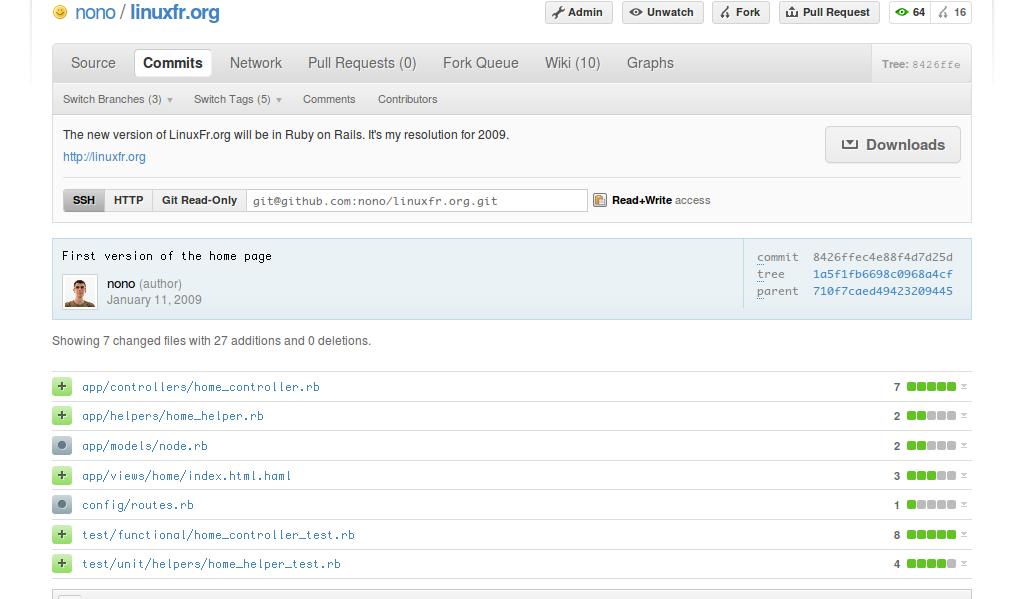 nono / linuxfr.org
Admin Unwatch Fork Pull Request 64 16
Source Commits Network Pull Requests (0) Fork Queue Wiki (10) Graphs Tree: 8426ffe
Switch Branches (3) Switch Tags (5) Comments Contributors
The new version of LinuxFr.org will be in Ruby on Rails. It's my resolution for 2009.
http://linuxfr.org
Downloads
SSH HTTP Git Read-Only git@github.com:nono/linuxfr.org.git Read+Write access
First version of the home page
nono (author)
January 11, 2009
commit 8426ffec4e88f4d7d25d
tree 1a5f1fb6698c0968a4cf
parent 710f7caed49423209445
Showing 7 changed files with 27 additions and 0 deletions.
app/controllers/home_controller.rb 7
app/helpers/home_helper.rb 2
app/models/node.rb 2
app/views/home/index.html.haml 3
config/routes.rb 1
test/functional/home_controller_test.rb 8
test/unit/helpers/home_helper_test.rb 4